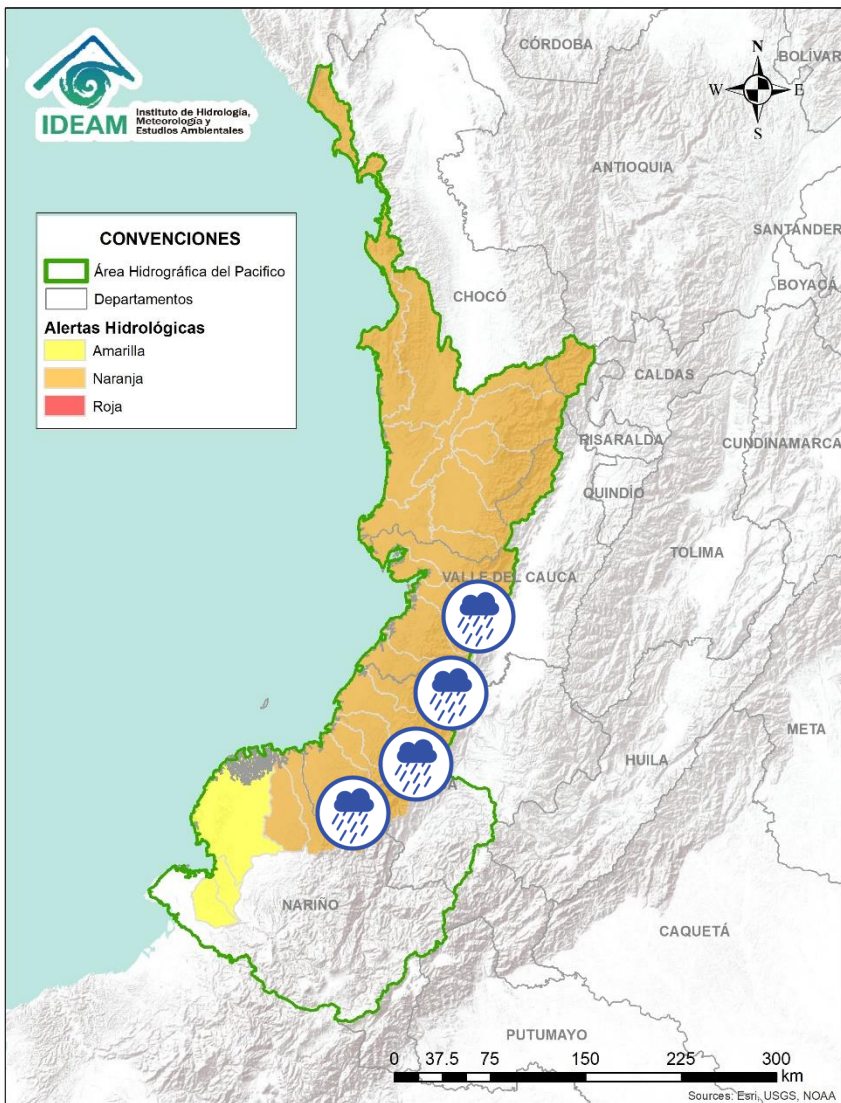 IDEAM
Instituto de Hidrología,
Meteorología y
Estudios Ambientales
CÓRDOBA
BOLÍVAR
N
W
E
S
ANTIOQUIA
SANTÁNDER
BOYACÁ
CONVENCIONES
Área Hidrográfica del Pacifico
Departamentos
Alertas Hidrológicas
Amarilla
Naranja
Roja
CHOCÓ
CALDAS
RISARALDA
CUNDINAMARCA
QUINDÍO
TOLIMA
VALLE DEL CAUCA
META
HUILA
NARIÑO
CAQUETÁ
PUTUMAYO
0 37.5 75 150 225 300
km
Sources: Esri, USGS, NOAA